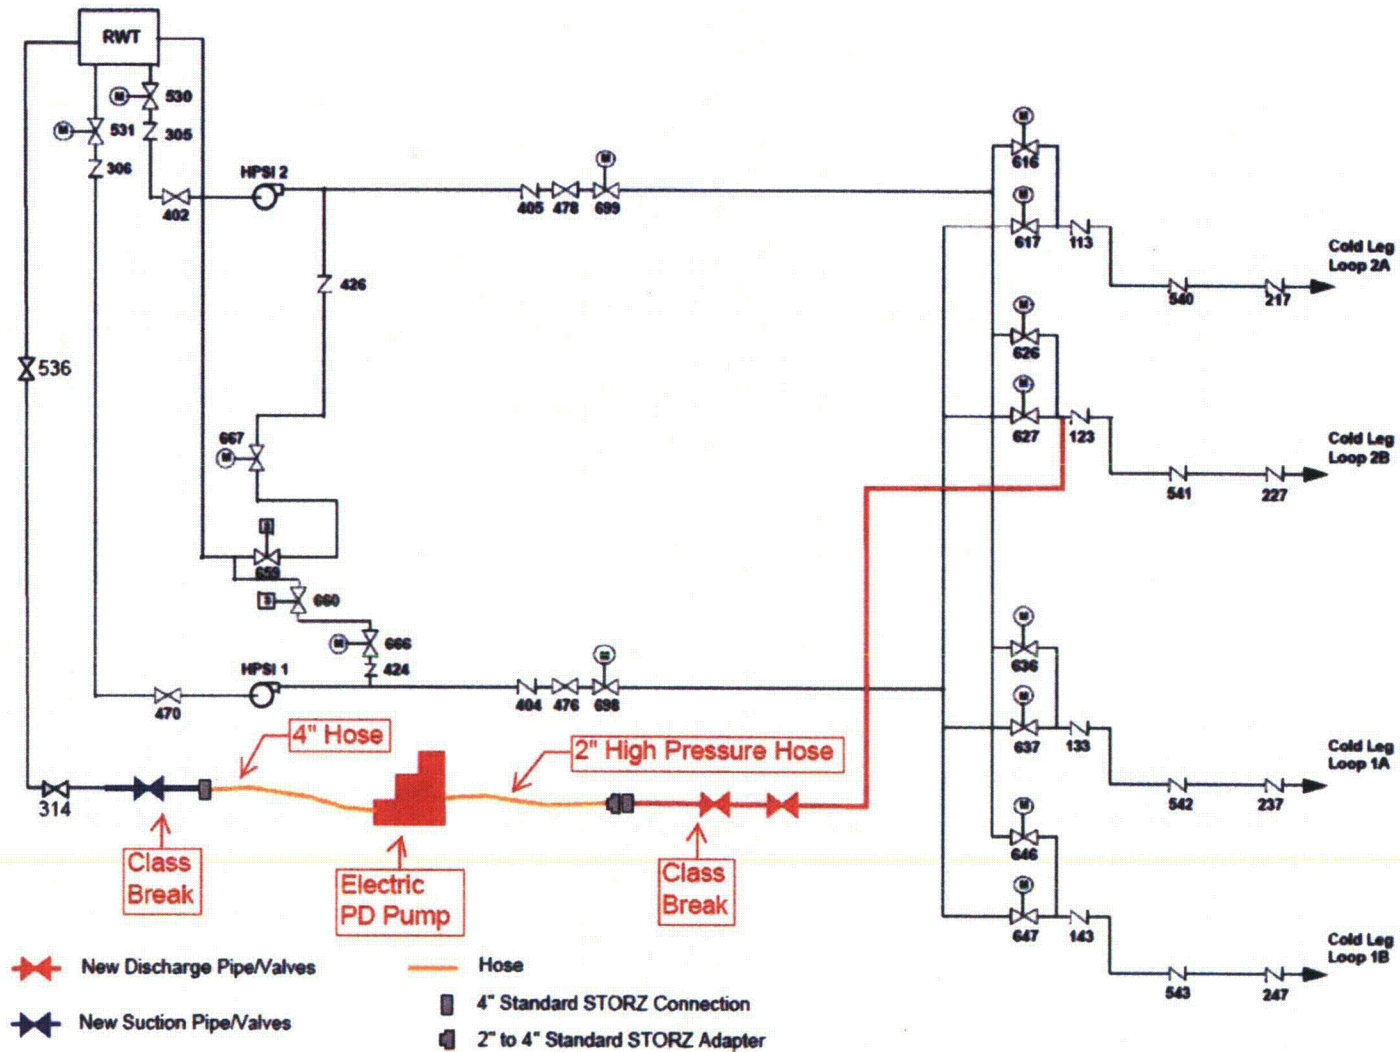 RWT
M
530
M
531
305
306
HPSI 2
402
405
478
M
699
426
536
667
M
S
659
S
660
M
666
424
HPSI 1
470
404
476
M
698
M
616
M
617
113
Cold Leg
Loop 2A
540
217
M
626
M
627
123
Cold Leg
Loop 2B
541
227
M
636
M
637
133
Cold Leg
Loop 1A
542
237
M
646
M
647
143
Cold Leg
Loop 1B
543
247
314
4" Hose
2" High Pressure Hose
Class
Break
Electric
PD Pump
Class
Break
New Discharge Pipe/Valves
Hose
4" Standard STORZ Connection
New Suction Pipe/Valves
2" to 4" Standard STORZ Adapter